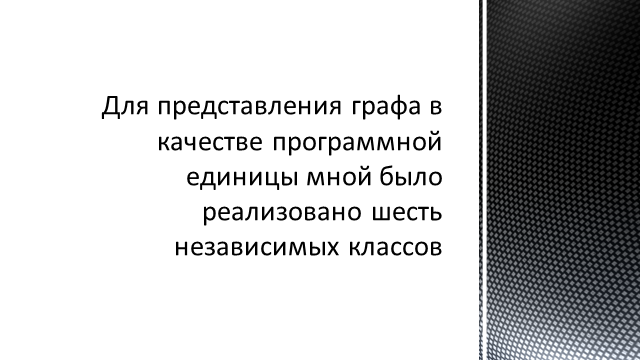 Для представления графа в
качестве программной
единицы мной было
реализовано шесть
независимых классов